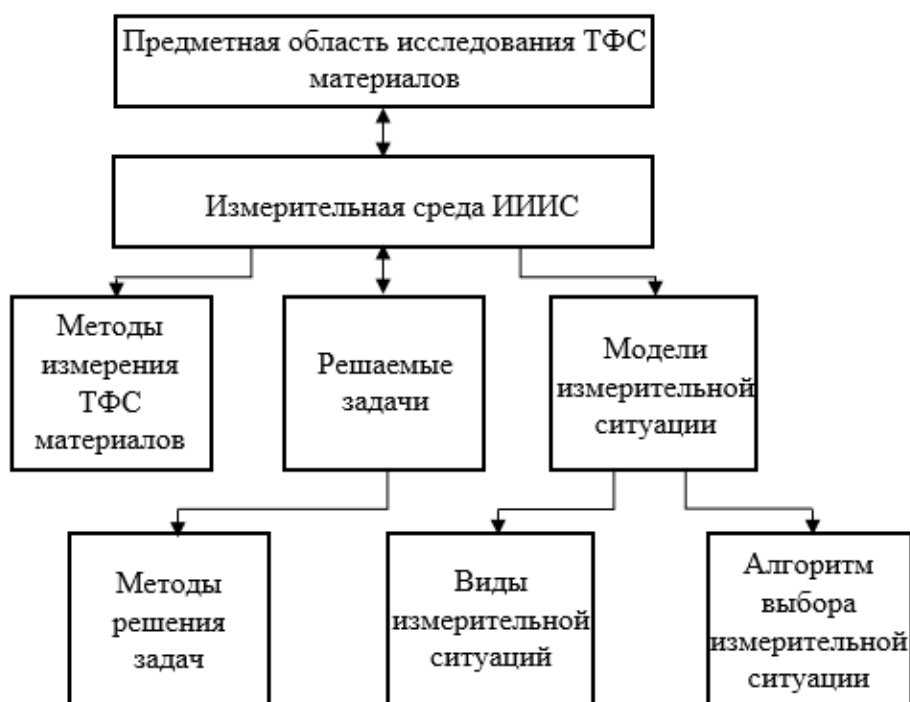 Предметная область исследования ТФС
материалов
Измерительная среда ИИИС
Методы
измерения
ТФС
материалов
Решаемые
задачи
Модели
измерительной
ситуации
Методы
решения
задач
Виды
измерительной
ситуаций
Алгоритм
выбора
измерительной
ситуации